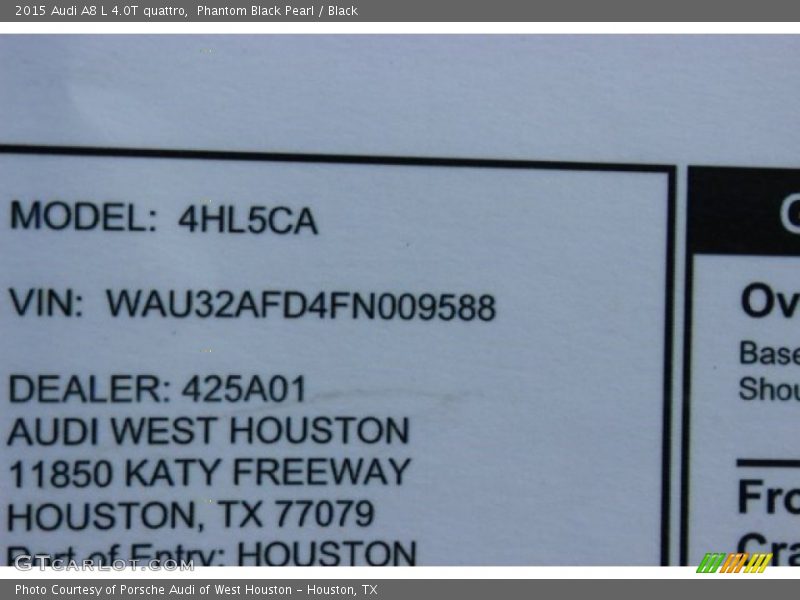 2015 Audi A8 L 4.0T quattro,  Phantom Black Pearl / Black
MODEL: 4HL5CA
VIN: WAU32AFD4FN009588
DEALER: 425A01
AUDI WEST HOUSTON
11850 KATY FREEWAY
HOUSTON, TX 77079
Port of Entry: HOUSTON
Ov
Base
Shou
Fro
Cra
GTcarlot.com
Photo Courtesy of Porsche Audi of West Houston – Houston, TX